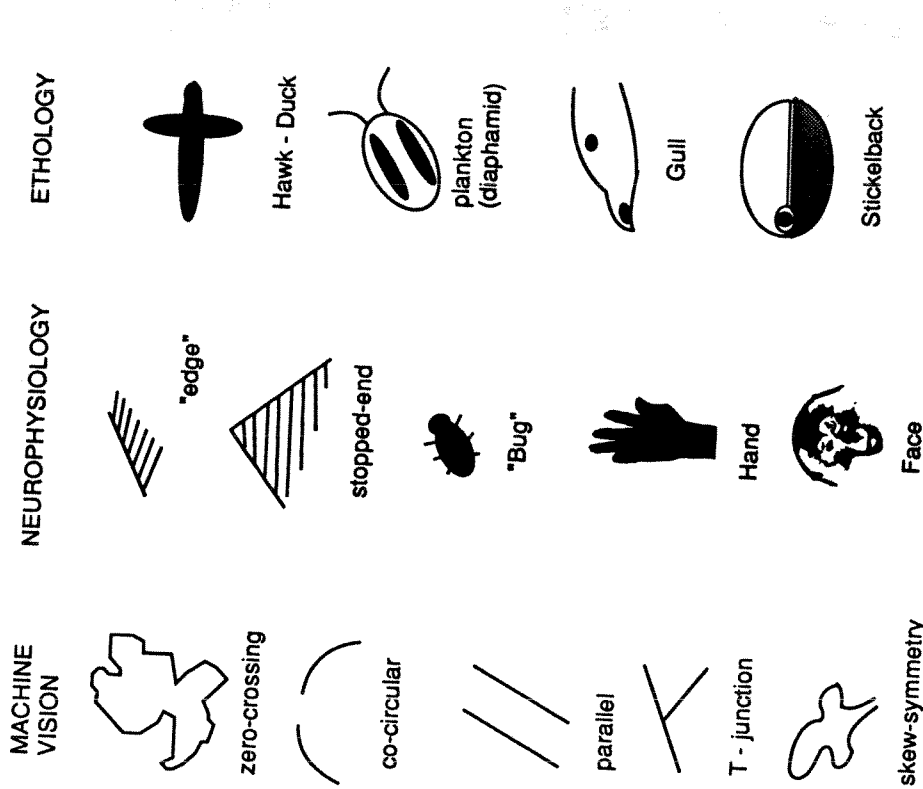 MACHINE
VISION
zero-crossing
co-circular
parallel
T - junction
skew-symmetry
NEUROPHYSIOLOGY
"edge"
stopped-end
"Bug"
Hand
Face
ETHOLOGY
Hawk - Duck
plankton
(diaphamid)
Gull
Stickelback